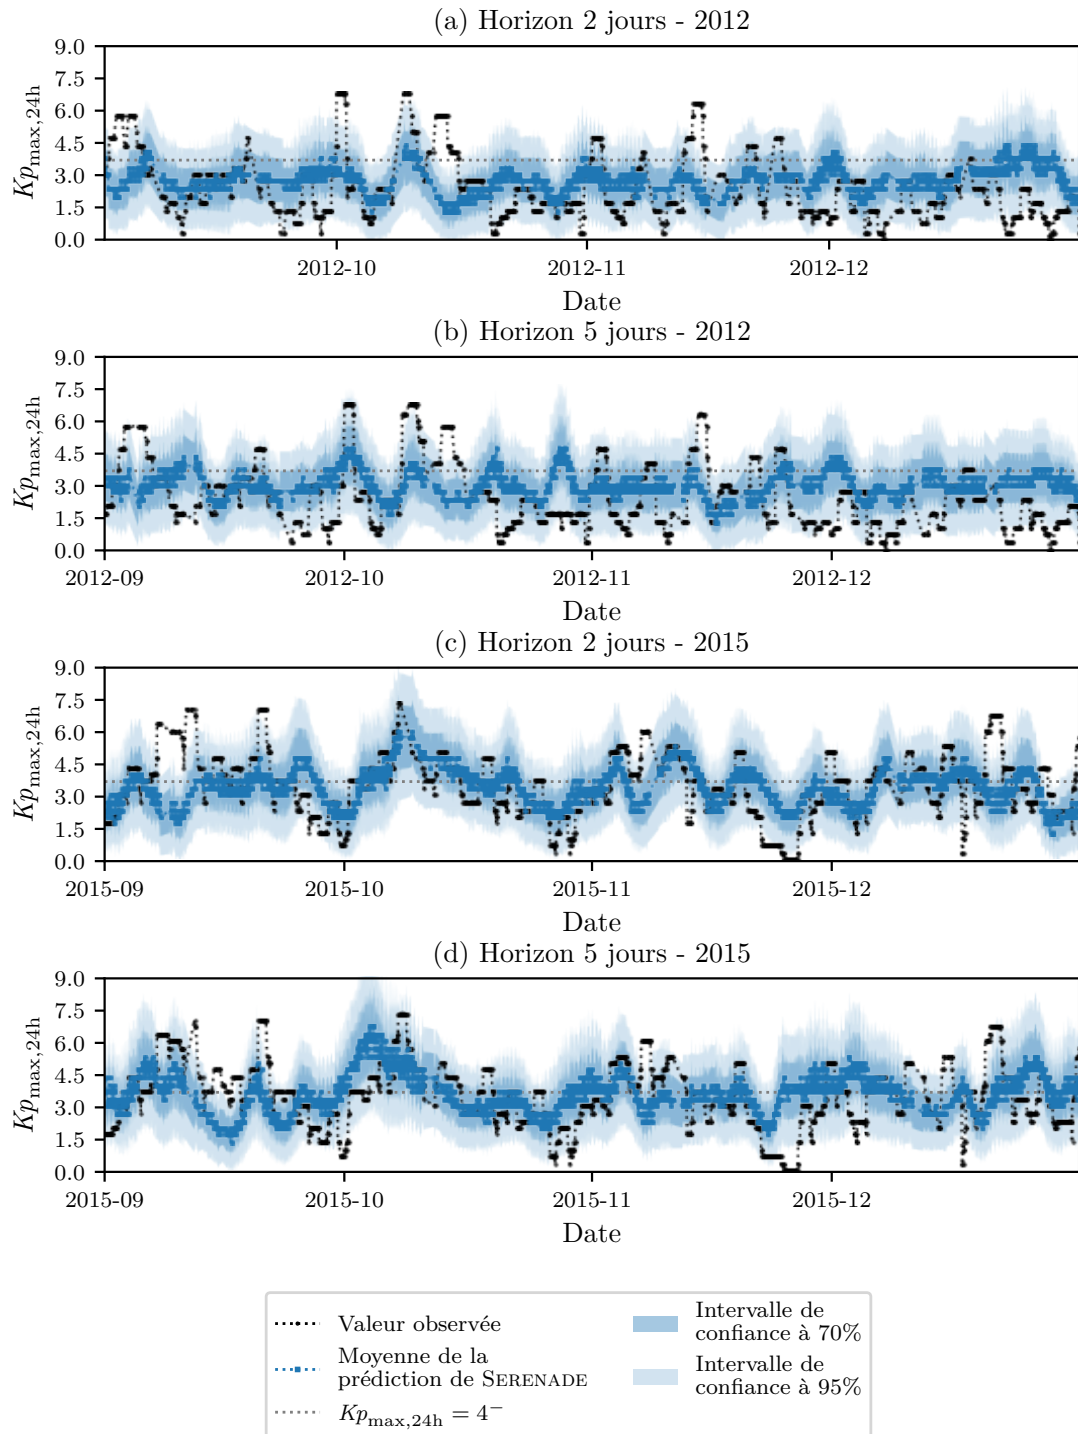 (a) Horizon 2 jours - 2012
9.0
7.5
6.0
4.5
3.0
1.5
0.0
Kp_max,24h
2012-10 2012-11 2012-12
Date
(b) Horizon 5 jours - 2012
9.0
7.5
6.0
4.5
3.0
1.5
0.0
Kp_max,24h
2012-09 2012-10 2012-11 2012-12
Date
(c) Horizon 2 jours - 2015
9.0
7.5
6.0
4.5
3.0
1.5
0.0
Kp_max,24h
2015-09 2015-10 2015-11 2015-12
Date
(d) Horizon 5 jours - 2015
9.0
7.5
6.0
4.5
3.0
1.5
0.0
Kp_max,24h
2015-09 2015-10 2015-11 2015-12
Date
Valeur observée
Moyenne de la
prédiction de SERENADE
Kp_max,24h = 4⁻
Intervalle de
confiance à 70%
Intervalle de
confiance à 95%